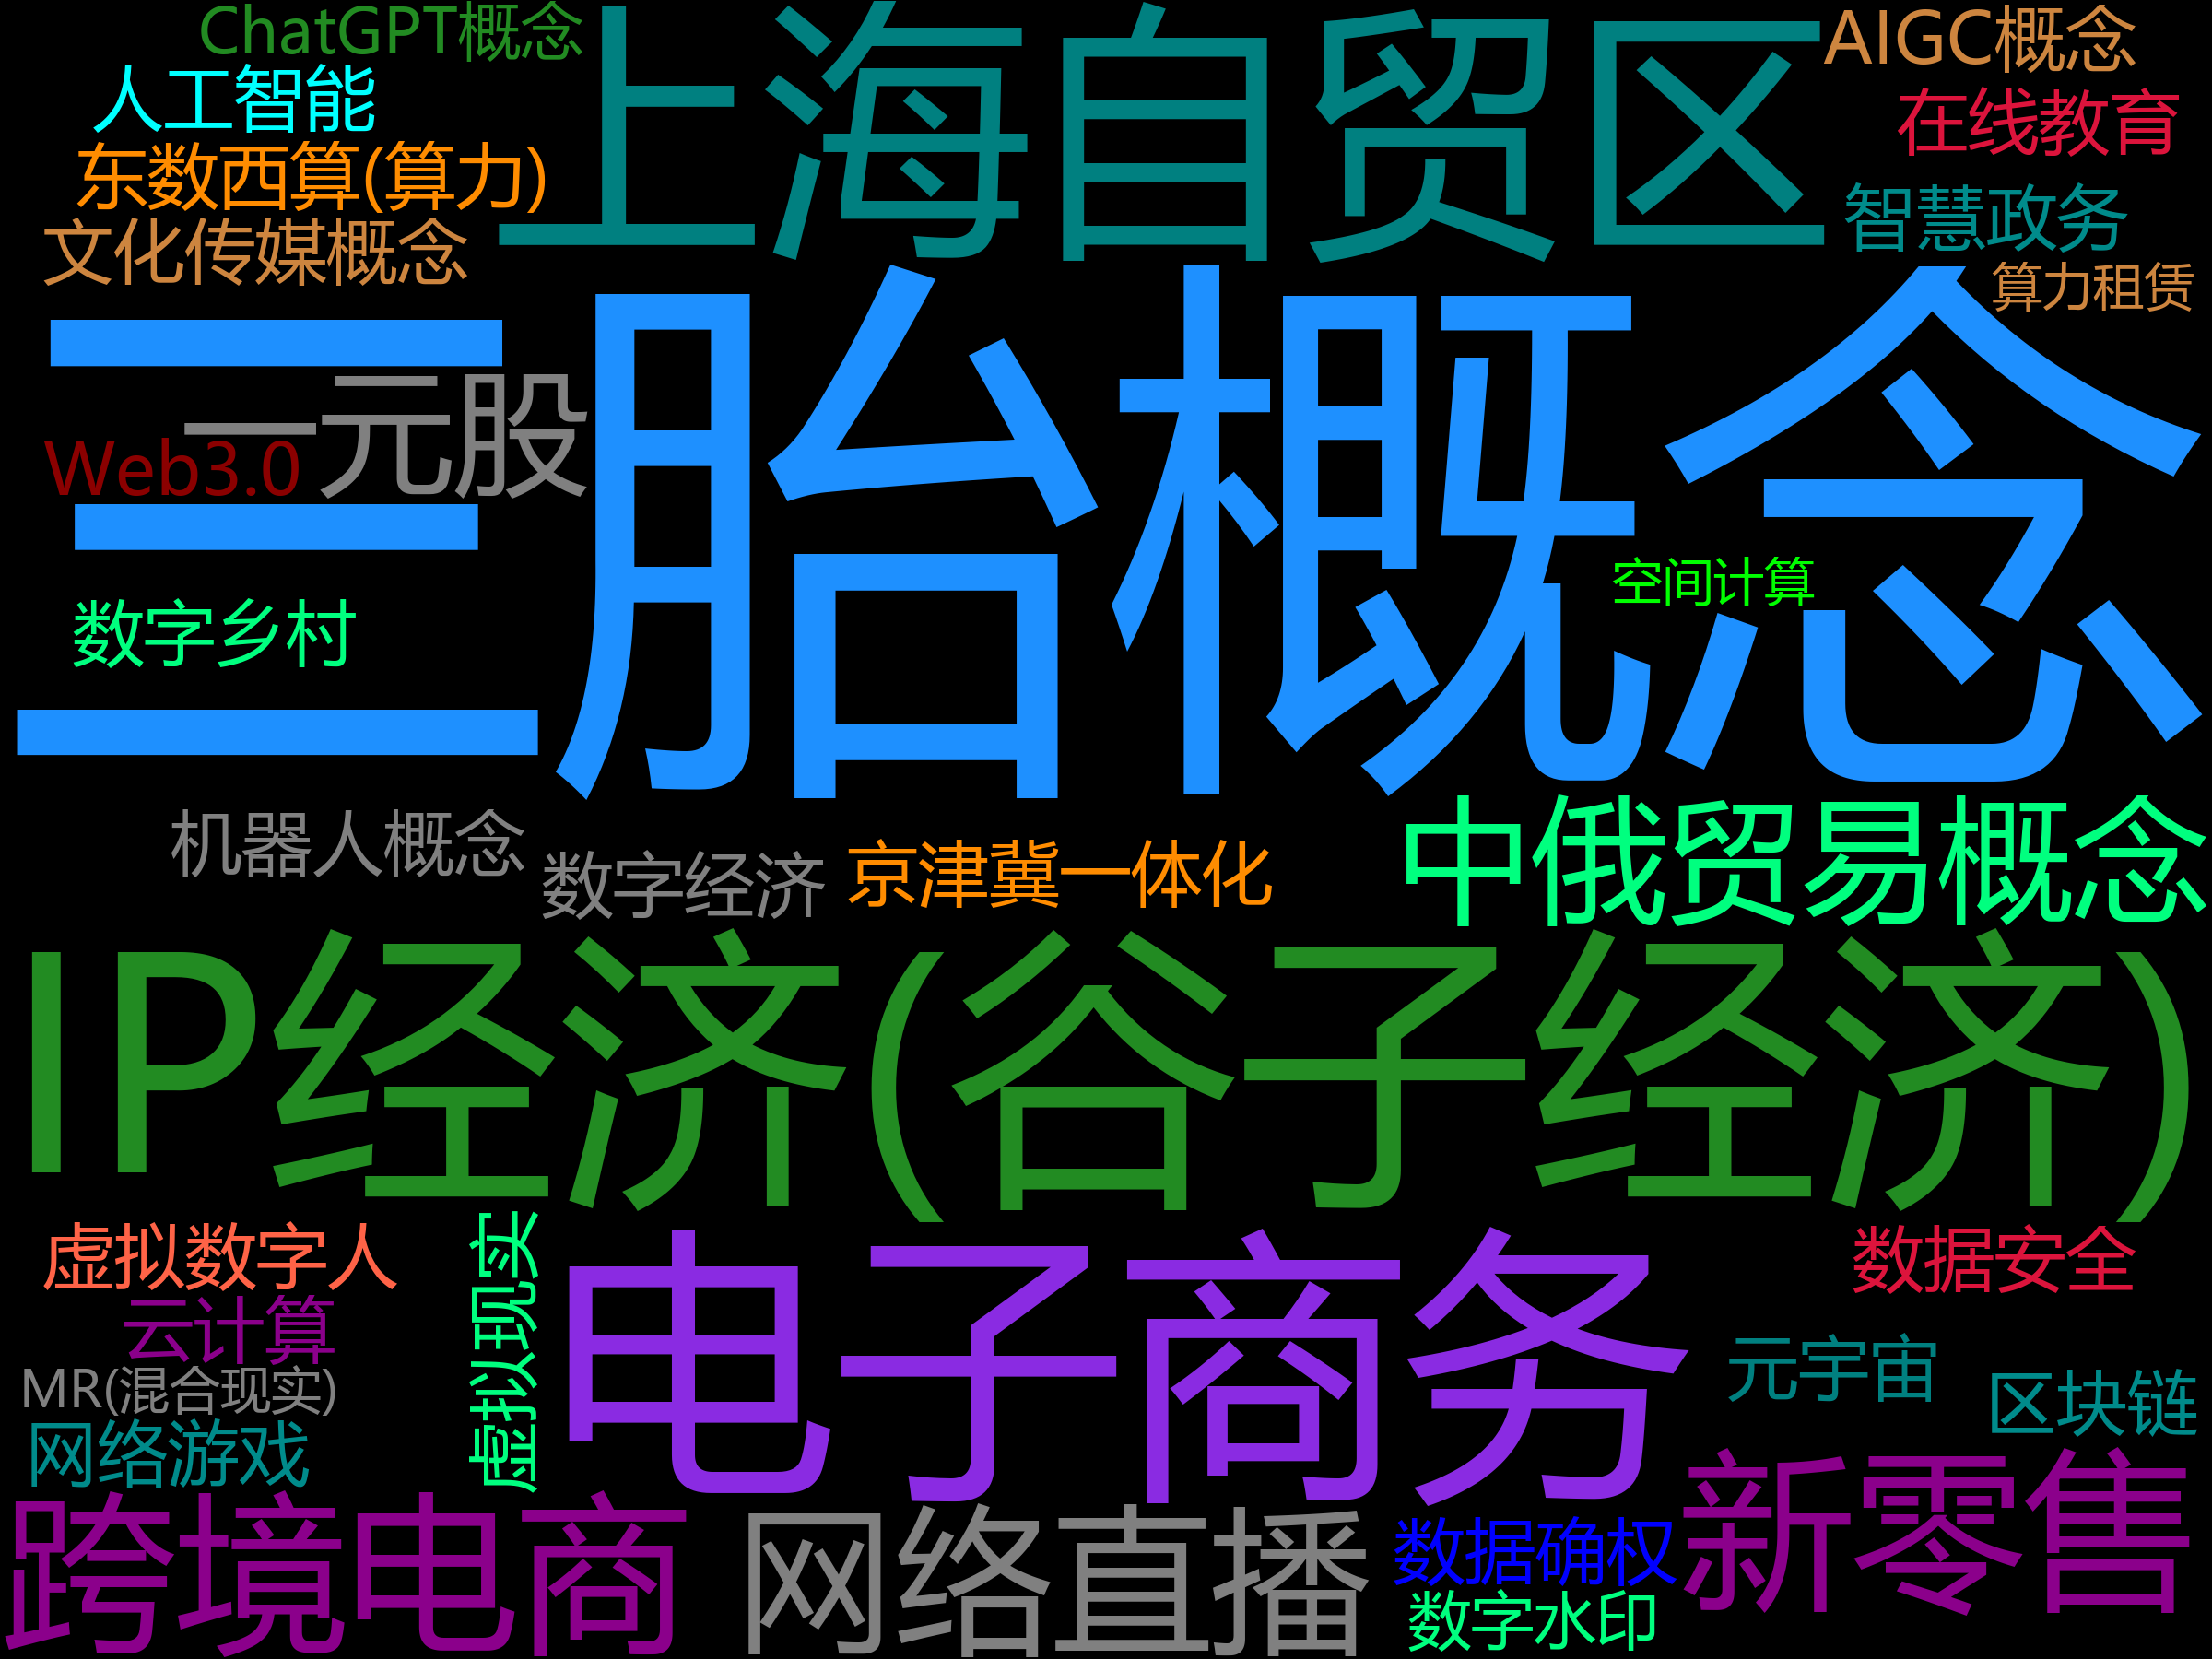 ChatGPT概念
上海自贸区
AIGC概念
人工智能
在线教育
东数西算(算力)
智慧政务
文化传媒概念
算力租赁
三胎概念
一元股
Web3.0
空间计算
数字乡村
机器人概念
数字经济
京津冀一体化
中俄贸易概念
IP经济(谷子经济)
虚拟数字人
虚拟现实
电子商务
数据安全
云计算
元宇宙
MR(混合现实)
区块链
网络游戏
跨境电商
网络直播
数据确权
新零售
数字水印